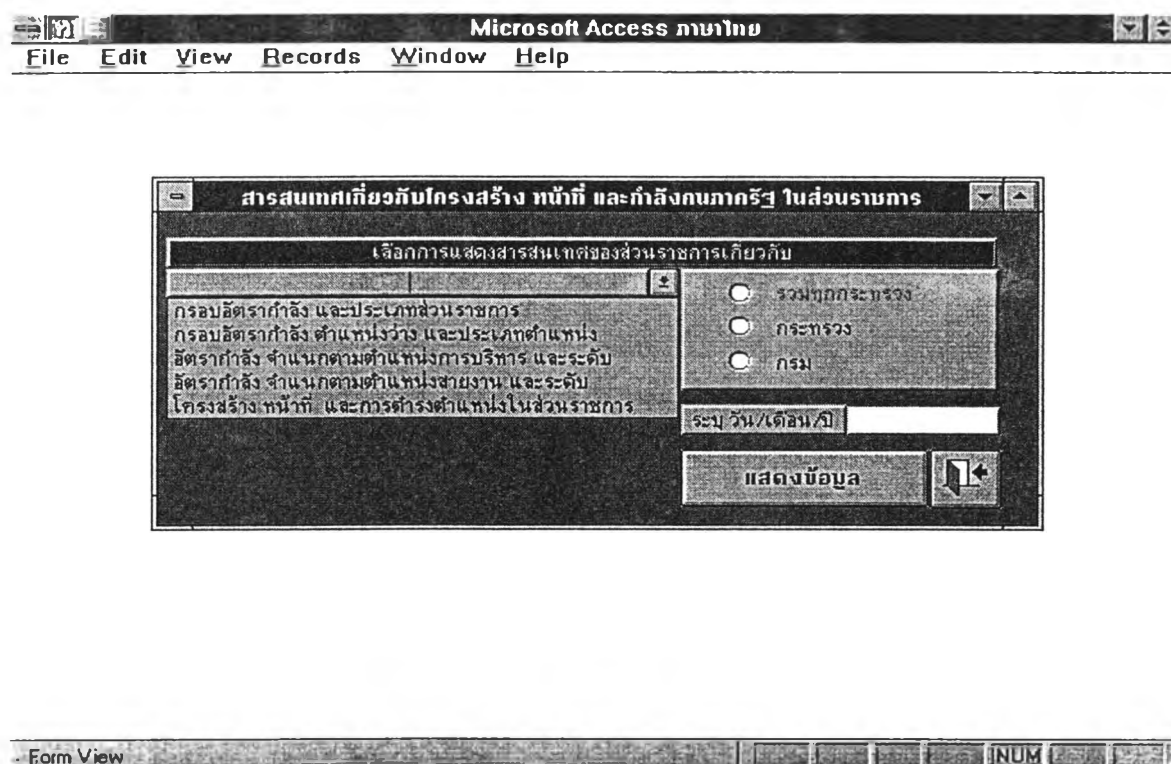 Microsoft Access ภาษาไทย
File Edit View Records Window Help
สารสนเทศเกี่ยวกับโครงสร้าง หน้าที่ และกำลังคนภาครัฐ ในส่วนราชการ
เลือกการแสดงสารสนเทศของส่วนราชการเกี่ยวกับ
กรอบอัตรากำลัง และประเภทส่วนราชการ
กรอบอัตรากำลัง ตำแหน่งว่าง และประเภทตำแหน่ง
อัตรากำลัง จำแนกตามตำแหน่งการบริหาร และระดับ
อัตรากำลัง จำแนกตามตำแหน่งสายงาน และระดับ
โครงสร้าง หน้าที่ และการดำรงตำแหน่งในส่วนราชการ
รวมทุกกระทรวง
กระทรวง
กรม
ระบุ วัน/เดือน/ปี
แสดงข้อมูล
Form View
NUM